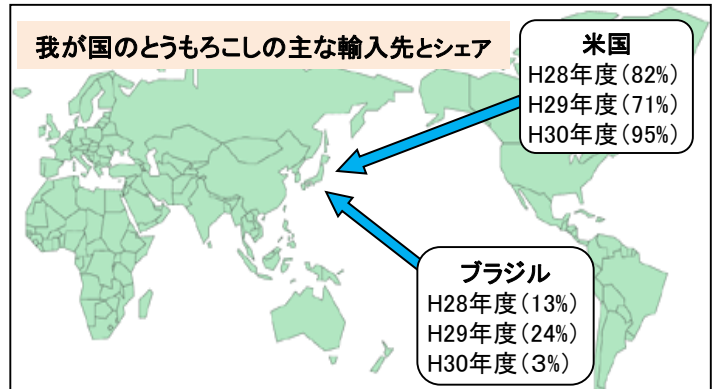 我が国のとうもろこしの主な輸入先とシェア
米国
H28年度(82%)
H29年度(71%)
H30年度(95%)
ブラジル
H28年度(13%)
H29年度(24%)
H30年度(3%)